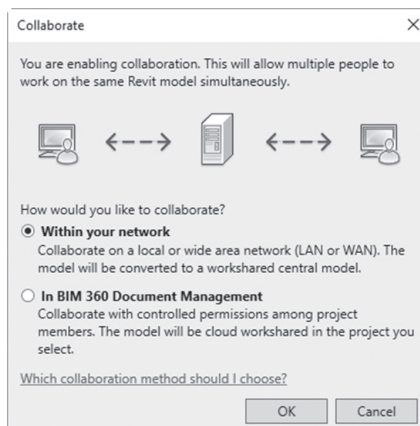 Collaborate
You are enabling collaboration. This will allow multiple people to
work on the same Revit model simultaneously.
How would you like to collaborate?
Within your network
Collaborate on a local or wide area network (LAN or WAN). The
model will be converted to a workshared central model.
In BIM 360 Document Management
Collaborate with controlled permissions among project
members. The model will be cloud workshared in the project you
select.
Which collaboration method should I choose?
OK Cancel